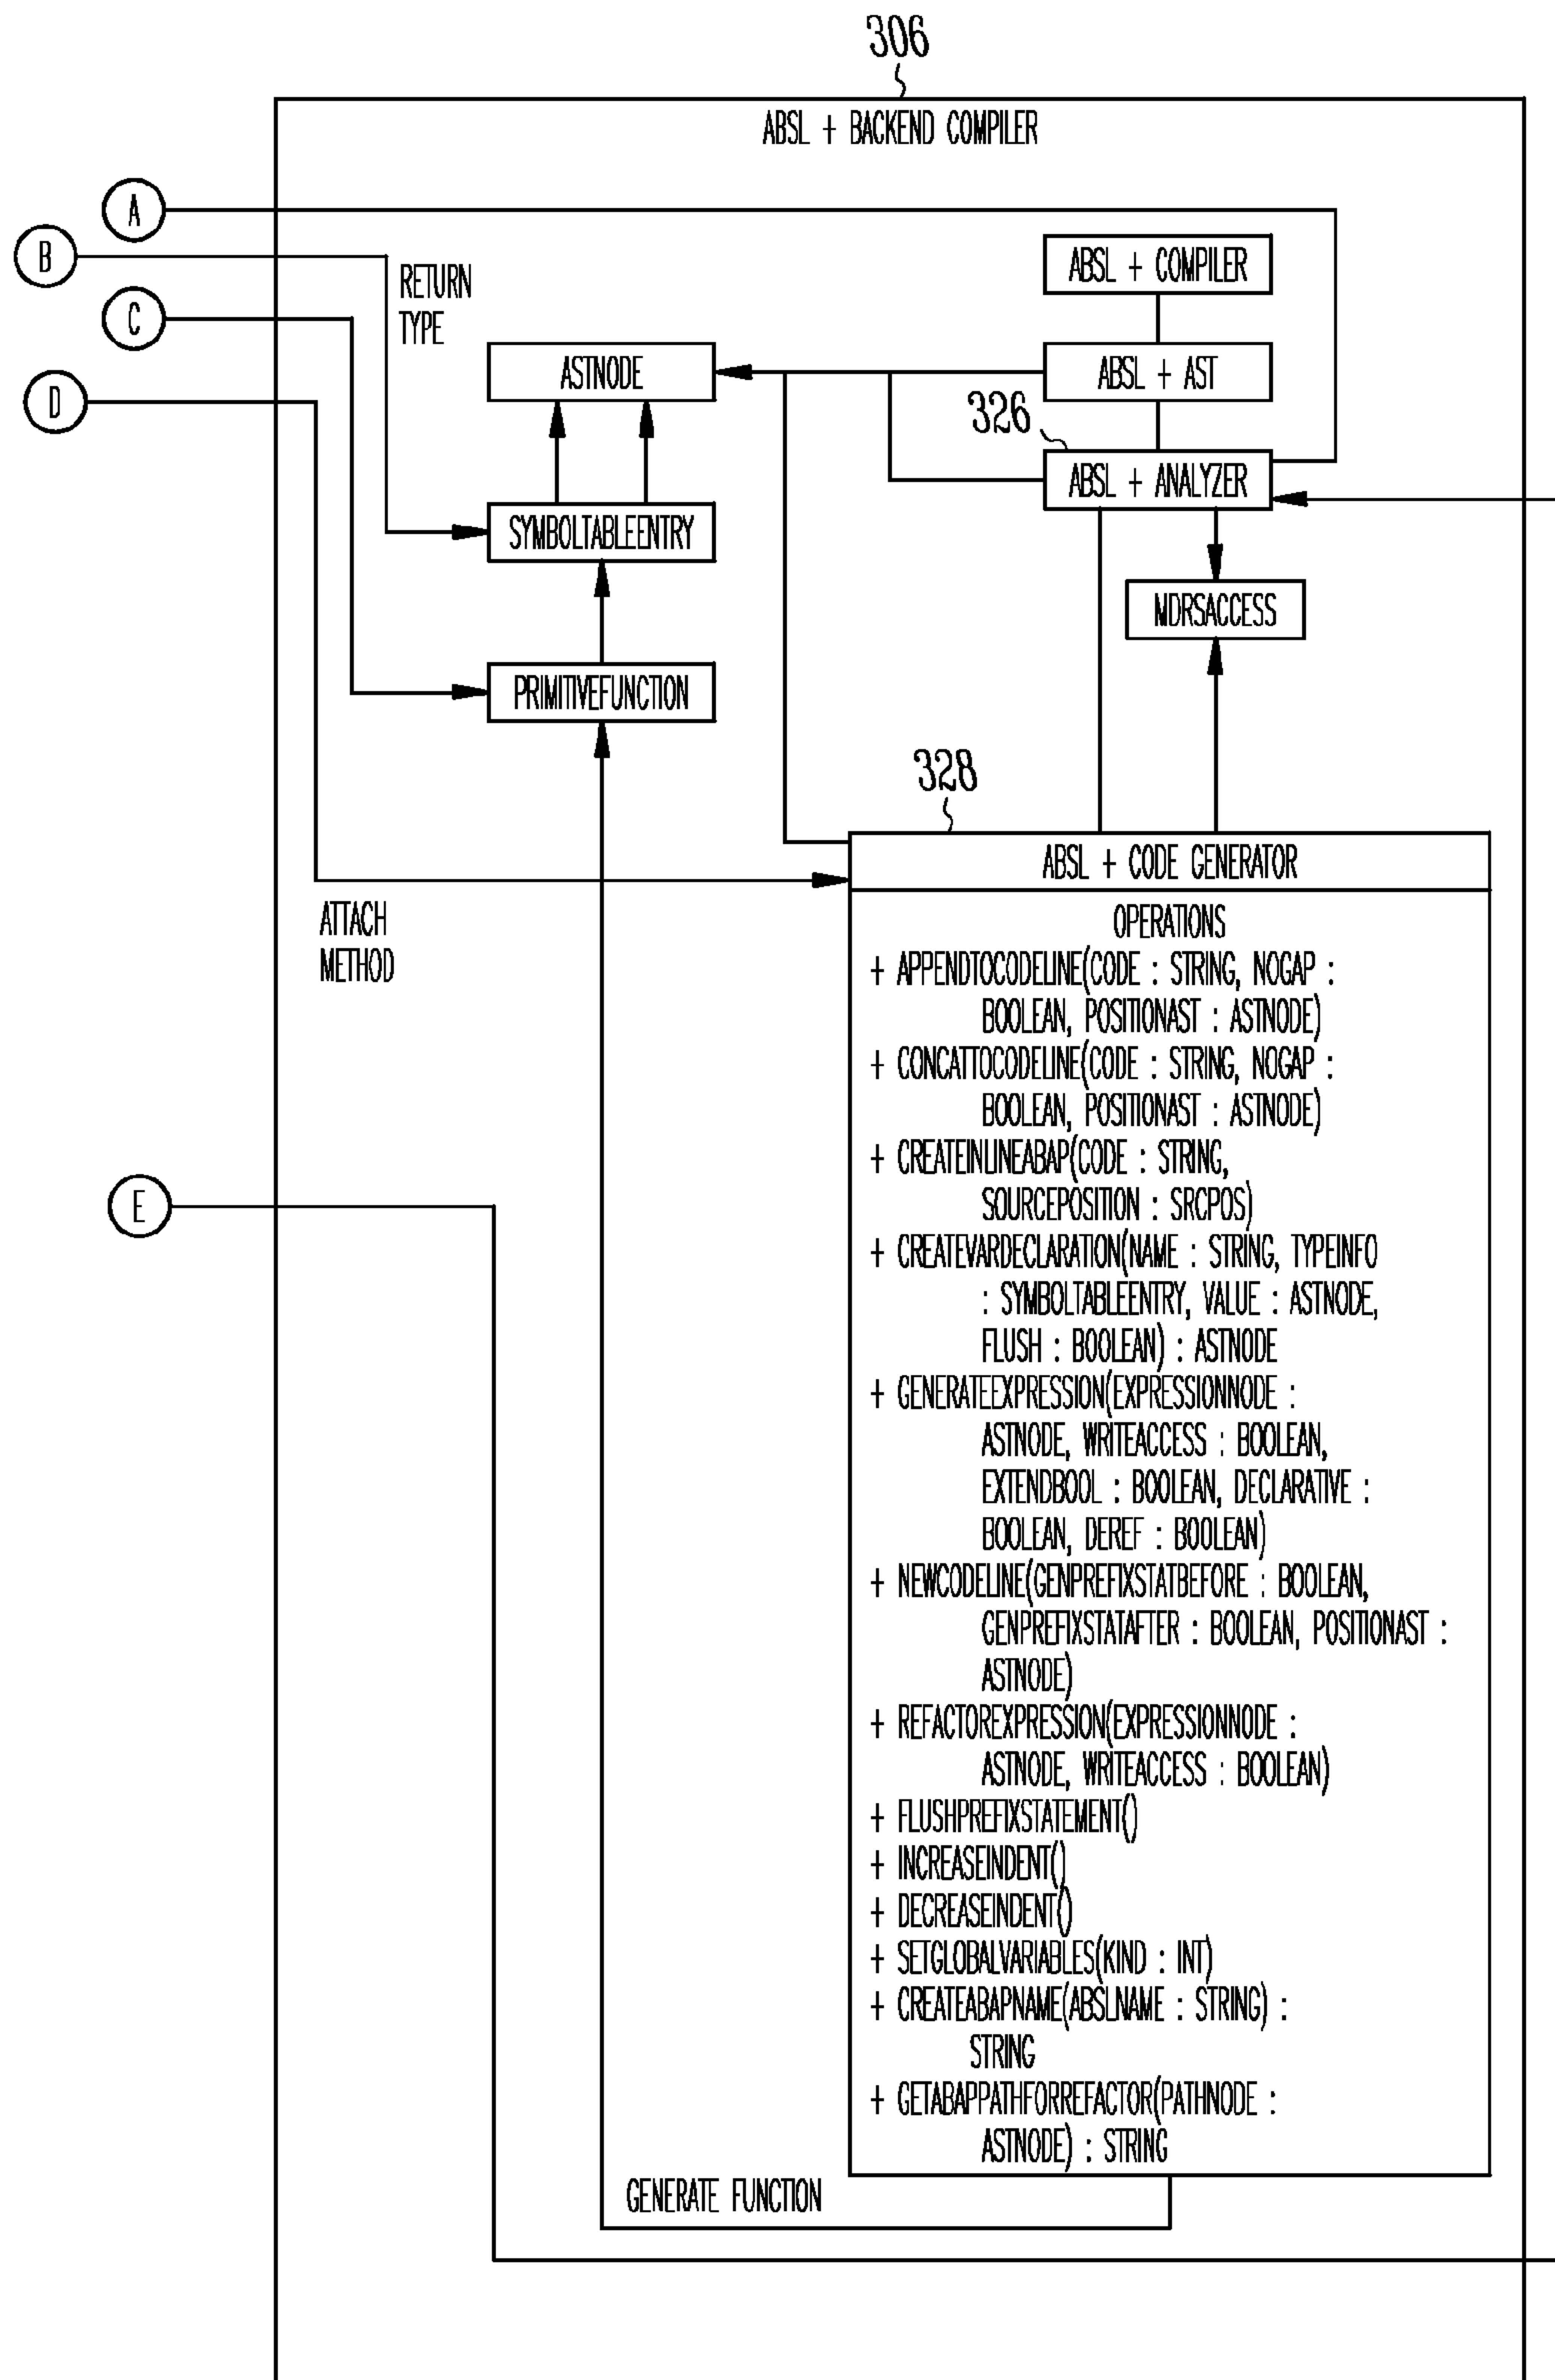 306
ABSL + BACKEND COMPILER
A
B
C
D
RETURN
TYPE
ABSL + COMPILER
ASTNODE
ABSL + AST
326
ABSL + ANALYZER
SYMBOLTABLEENTRY
MDRSACCESS
PRIMITIVEFUNCTION
328
ABSL + CODE GENERATOR
ATTACH
METHOD
OPERATIONS
+ APPENDTOCODELINE(CODE : STRING, NOGAP :
BOOLEAN, POSITIONAST : ASTNODE)
+ CONCATTOCODELINE(CODE : STRING, NOGAP :
BOOLEAN, POSITIONAST : ASTNODE)
+ CREATEINLINEABAP(CODE : STRING,
SOURCEPOSITION : SRCPOS)
E
+ CREATEVARDECLARATION(NAME : STRING, TYPEINFO
: SYMBOLTABLEENTRY, VALUE : ASTNODE,
FLUSH : BOOLEAN) : ASTNODE
+ GENERATEEXPRESSION(EXPRESSIONNODE :
ASTNODE, WRITEACCESS : BOOLEAN,
EXTENDBOOL : BOOLEAN, DECLARATIVE :
BOOLEAN, DEREF : BOOLEAN)
+ NEWCODELINE(GENPREFIXSTATBEFORE : BOOLEAN,
GENPREFIXSTATAFTER : BOOLEAN, POSITIONAST :
ASTNODE)
+ REFACTOREXPRESSION(EXPRESSIONNODE :
ASTNODE, WRITEACCESS : BOOLEAN)
+ FLUSHPREFIXSTATEMENT()
+ INCREASEINDENT()
+ DECREASEINDENT()
+ SETGLOBALVARIABLES(KIND : INT)
+ CREATEABAPNAME(ABSLNAME : STRING) :
STRING
+ GETABAPPATHFORREFACTOR(PATHNODE :
ASTNODE) : STRING
GENERATE FUNCTION